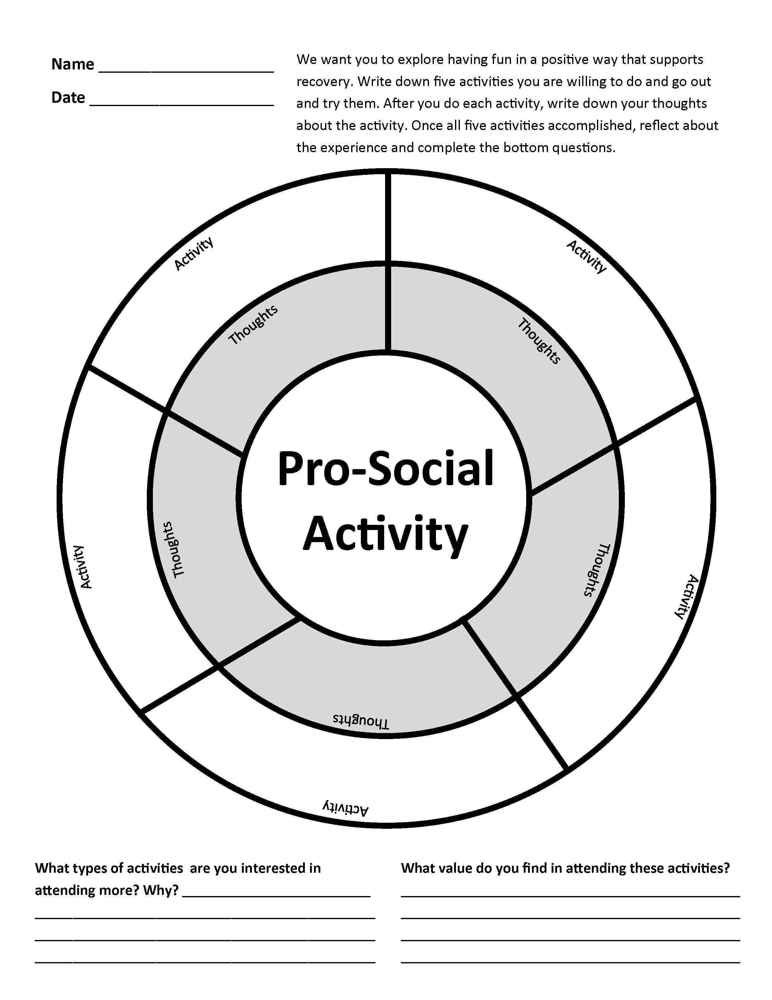 Name
Date
We want you to explore having fun in a positive way that supports
recovery. Write down five activities you are willing to do and go out
and try them. After you do each activity, write down your thoughts
about the activity. Once all five activities accomplished, reflect about
the experience and complete the bottom questions.
Activity
Activity
Thoughts
Thoughts
Pro-Social
Activity
Thoughts
Activity
Thoughts
Activity
Thoughts
Activity
What types of activities  are you interested in
attending more? Why?
What value do you find in attending these activities?